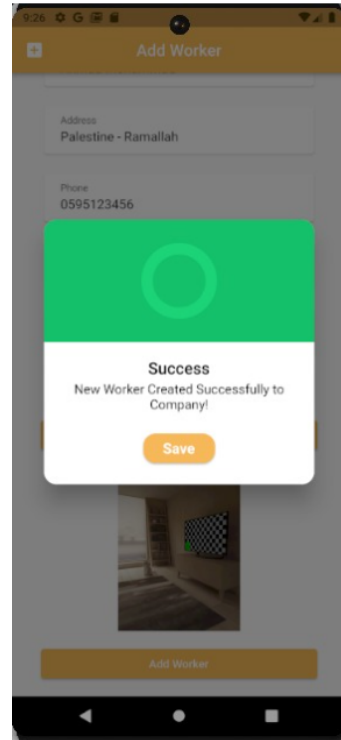 9:26 G
Add Worker
Address
Palestine - Ramallah
Phone
0595123456
Success
New Worker Created Successfully to
Company!
Save
Add Worker